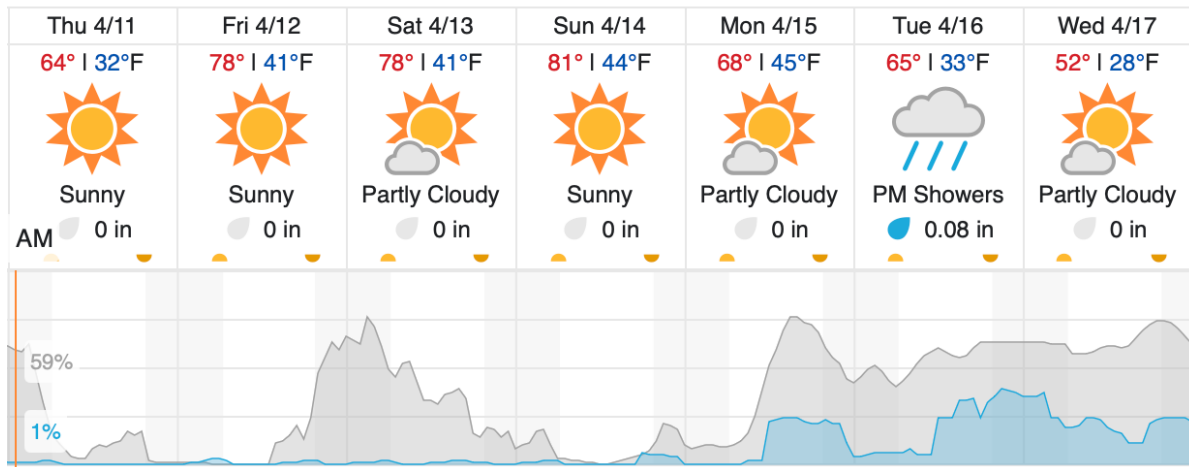 Thu 4/11 Fri 4/12 Sat 4/13 Sun 4/14 Mon 4/15 Tue 4/16 Wed 4/17
64° | 32°F 78° | 41°F 78° | 41°F 81° | 44°F 68° | 45°F 65° | 33°F 52° | 28°F
Sunny Sunny Partly Cloudy Sunny Partly Cloudy PM Showers Partly Cloudy
0 in 0 in 0 in 0 in 0 in 0.08 in 0 in
AM
59%
1%